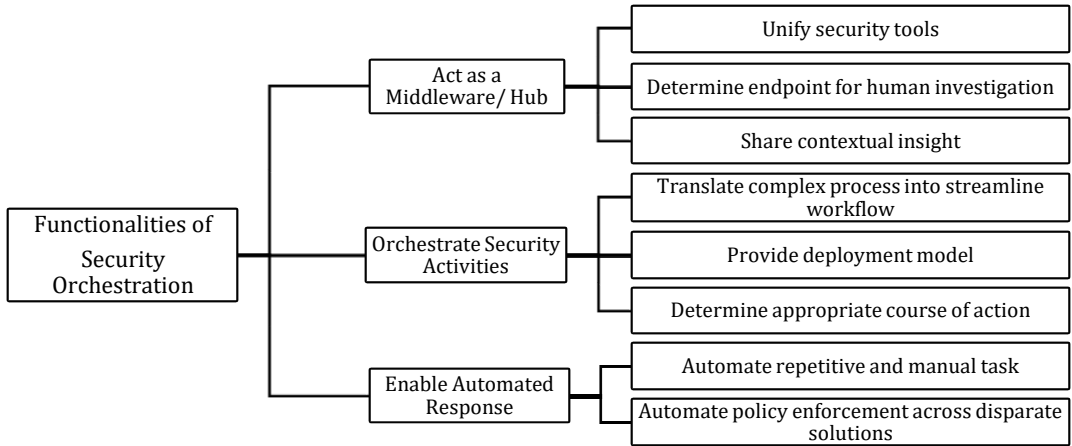 Functionalities of
Security
Orchestration
Act as a
Middleware/ Hub
Unify security tools
Determine endpoint for human investigation
Share contextual insight
Orchestrate Security
Activities
Translate complex process into streamline
workflow
Provide deployment model
Determine appropriate course of action
Enable Automated
Response
Automate repetitive and manual task
Automate policy enforcement across disparate
solutions